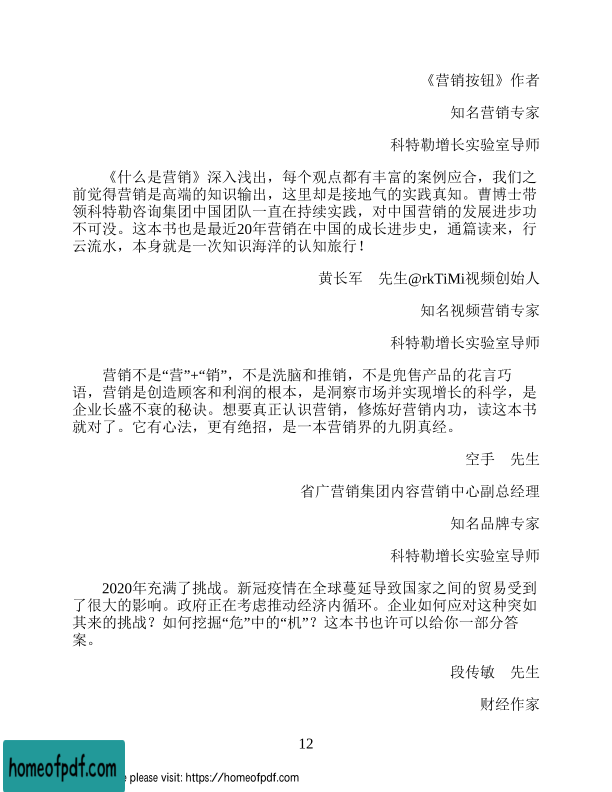 《营销按钮》作者
知名营销专家
科特勒增长实验室导师
《什么是营销》深入浅出，每个观点都有丰富的案例应合，我们之
前觉得营销是高端的知识输出，这里却是接地气的实践真知。曹博士带
领科特勒咨询集团中国团队一直在持续实践，对中国营销的发展进步功
不可没。这本书也是最近20年营销在中国的成长进步史，通篇读来，行
云流水，本身就是一次知识海洋的认知旅行！
黄长军　先生@rkTiMi视频创始人
知名视频营销专家
科特勒增长实验室导师
营销不是“营”+“销”，不是洗脑和推销，不是兜售产品的花言巧
语，营销是创造顾客和利润的根本，是洞察市场并实现增长的科学，是
企业长盛不衰的秘诀。想要真正认识营销，修炼好营销内功，读这本书
就对了。它有心法，更有绝招，是一本营销界的九阴真经。
空手　先生
省广营销集团内容营销中心副总经理
知名品牌专家
科特勒增长实验室导师
2020年充满了挑战。新冠疫情在全球蔓延导致国家之间的贸易受到
了很大的影响。政府正在考虑推动经济内循环。企业如何应对这种突如
其来的挑战？如何挖掘“危”中的“机”？这本书也许可以给你一部分答
案。
段传敏　先生
财经作家
12
homeofpdf.com
e please visit: https://homeofpdf.com